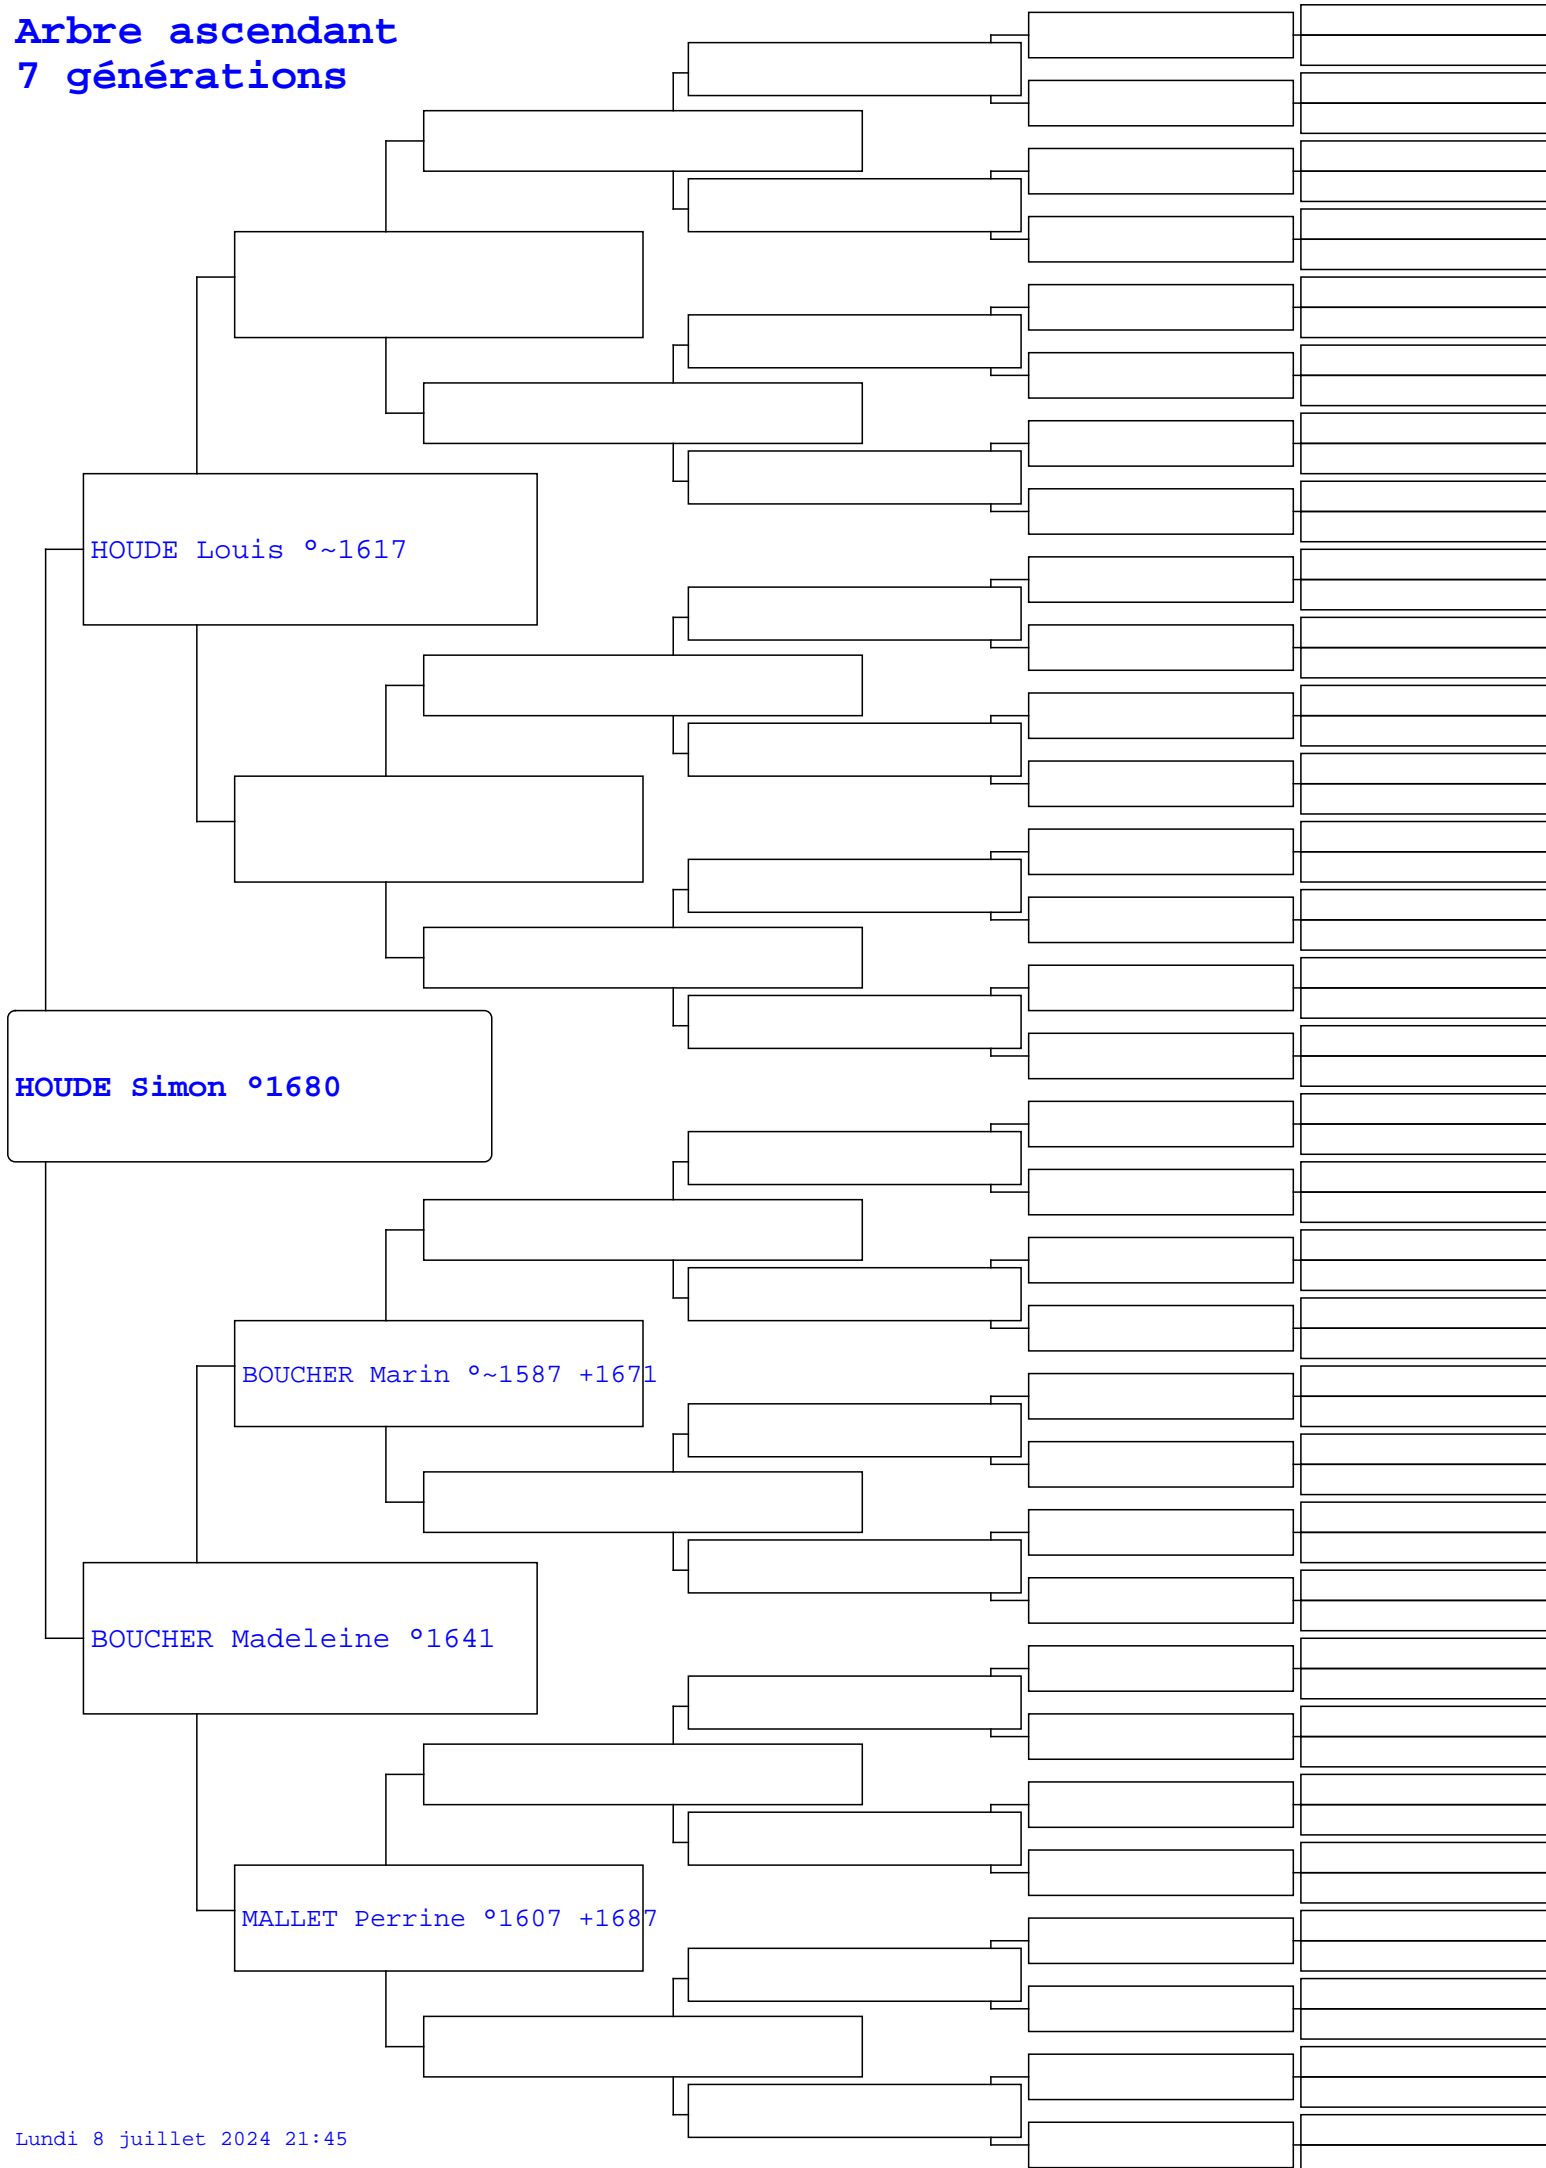 Arbre ascendant
7 générations
HOUDE Louis °~1617
HOUDE Simon °1680
BOUCHER Marin °~1587 +1671
BOUCHER Madeleine °1641
MALLET Perrine °1607 +1687
Lundi 8 juillet 2024 21:45